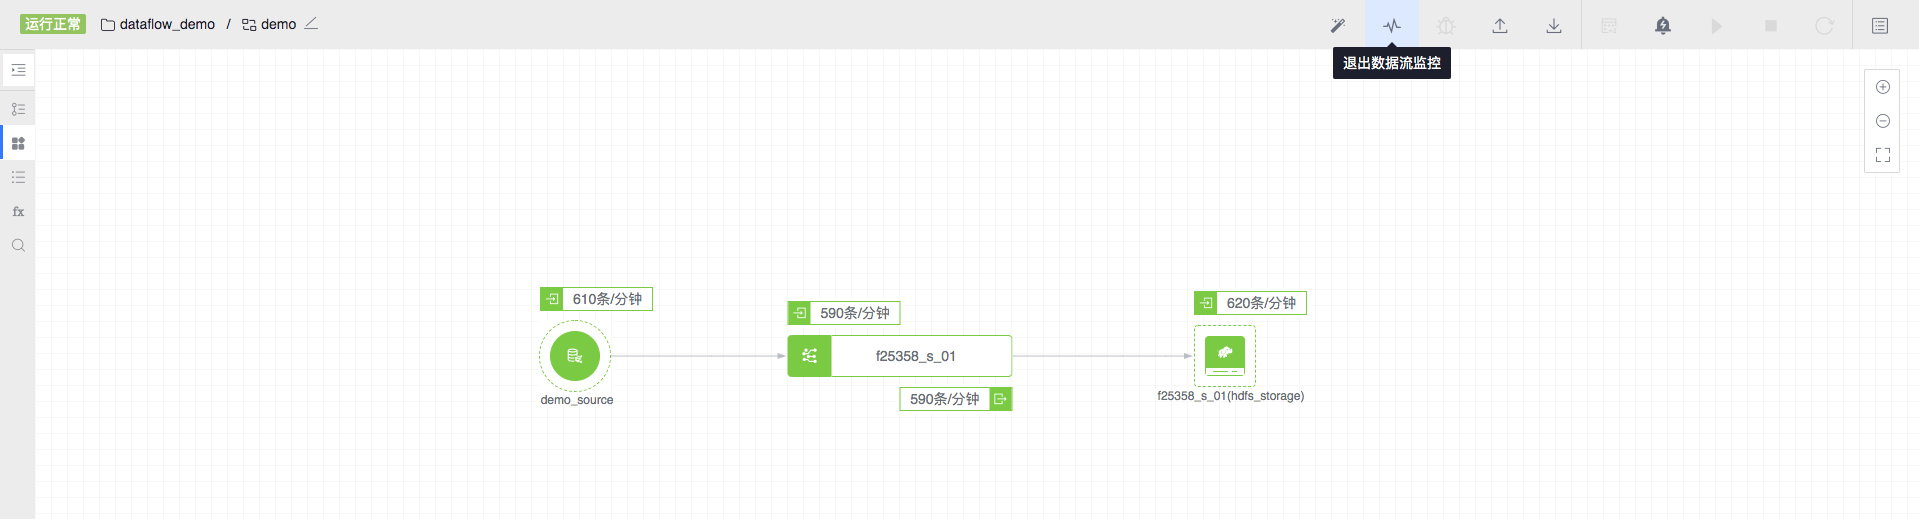 运行正常 dataflow_demo / demo
退出数据流监控
fx
610条/分钟
590条/分钟
620条/分钟
f25358_s_01
590条/分钟
demo_source
f25358_s_01(hdfs_storage)